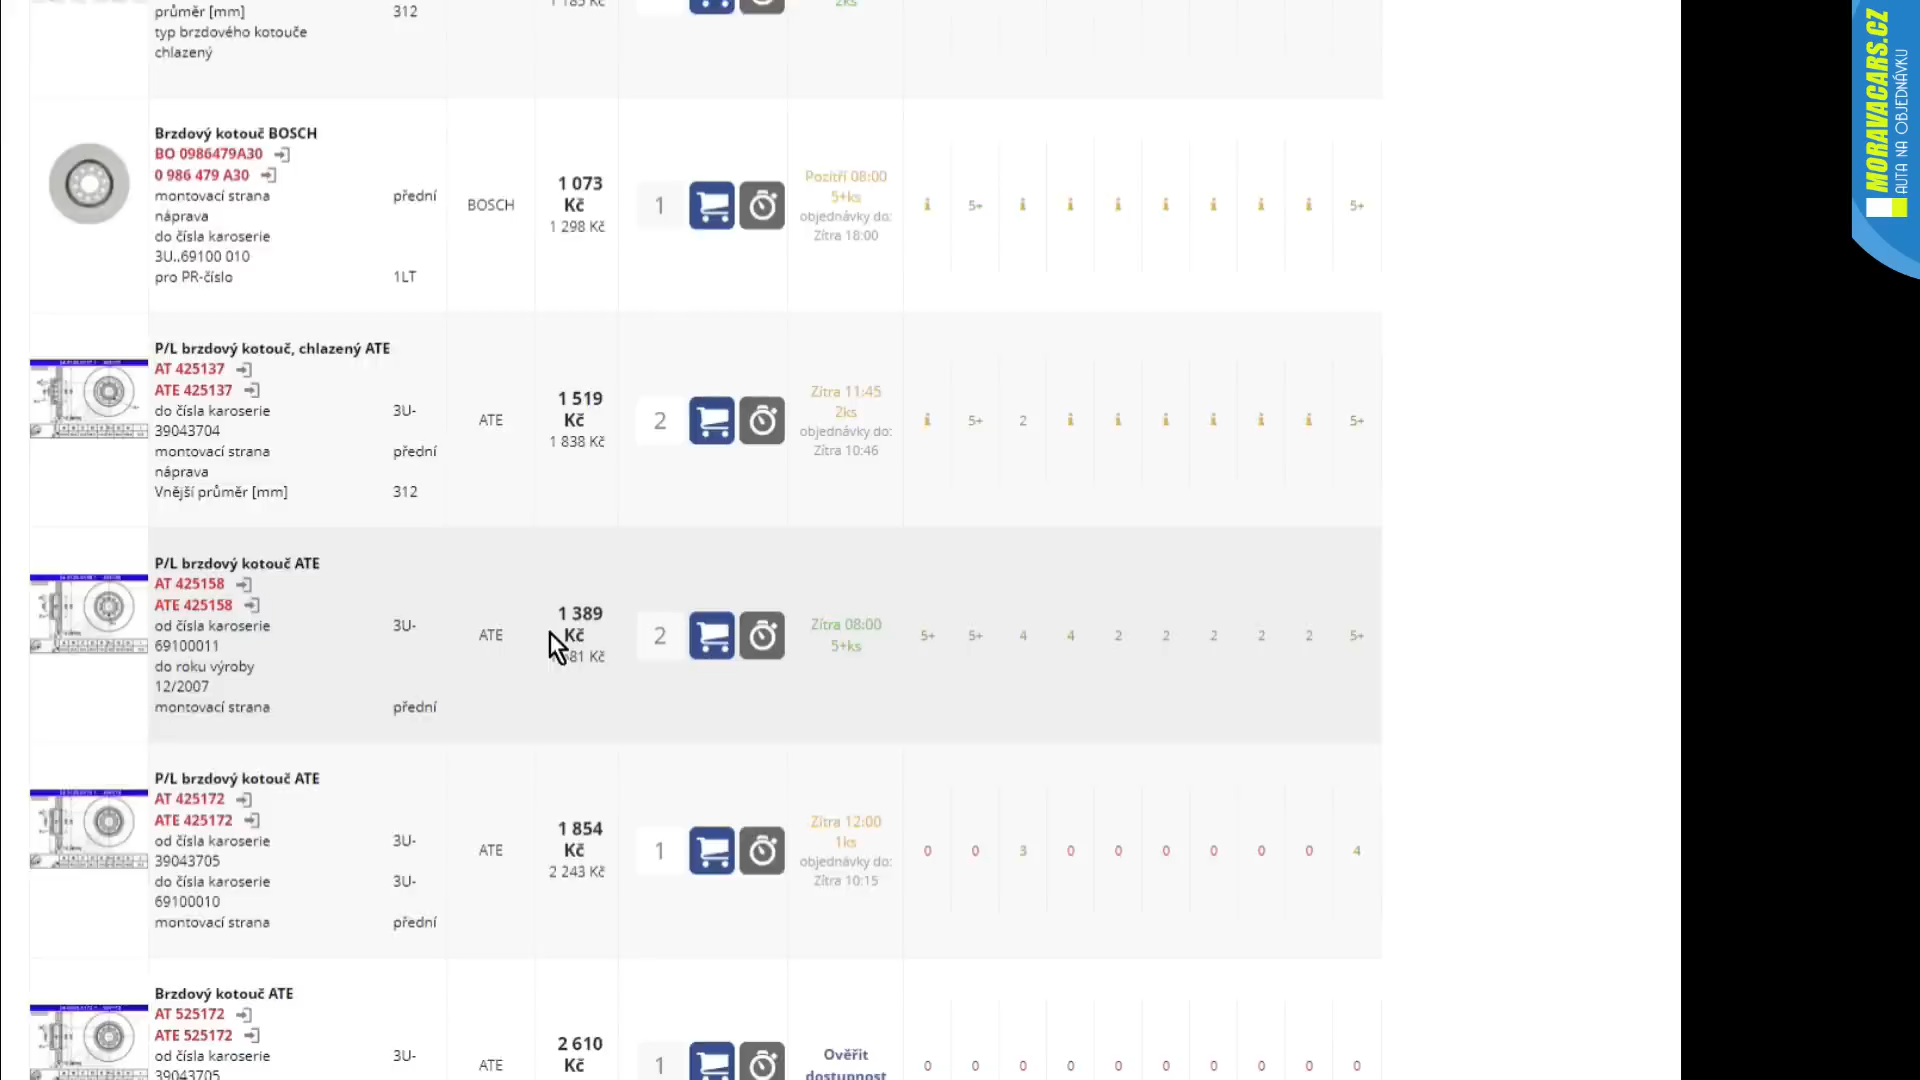 průměr [mm] 312
typ brzdového kotouče
chlazený
1 185 Kč
2ks
Brzdový kotouč BOSCH
BO 0986479A30
0 986 479 A30
montovací strana přední
náprava
do čísla karoserie
3U..69100 010
pro PR-číslo 1LT
BOSCH
1 073
Kč
1 298 Kč
1
Pozítří 08:00
5+ks
objednávky do:
Zítra 18:00
5+ 5+
P/L brzdový kotouč, chlazený ATE
AT 425137
ATE 425137
do čísla karoserie 3U-
39043704
montovací strana přední
náprava
Vnější průměr [mm] 312
ATE
1 519
Kč
1 838 Kč
2
Zítra 11:45
2ks
objednávky do:
Zítra 10:46
5+ 2 5+
P/L brzdový kotouč ATE
AT 425158
ATE 425158
od čísla karoserie 3U-
69100011
do roku výroby
12/2007
montovací strana přední
ATE
1 389
Kč
81 Kč
2
Zítra 08:00
5+ks
5+ 5+ 4 4 2 2 2 2 2 5+
P/L brzdový kotouč ATE
AT 425172
ATE 425172
od čísla karoserie 3U-
39043705
do čísla karoserie 3U-
69100010
montovací strana přední
ATE
1 854
Kč
2 243 Kč
1
Zítra 12:00
1ks
objednávky do:
Zítra 10:15
0 0 3 0 0 0 0 0 0 4
Brzdový kotouč ATE
AT 525172
ATE 525172
od čísla karoserie 3U-
39043705
ATE
2 610
Kč
1
Ověřit
dostupnost
0 0 0 0 0 0 0 0 0 0
MORAVACARS.CZ
AUTA NA OBJEDNÁVKU